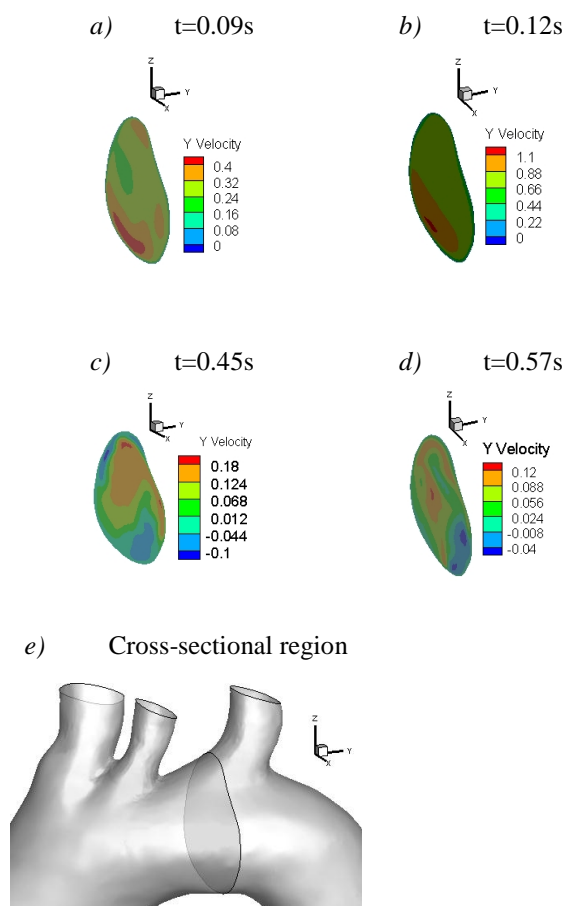 a) t=0.09s
b) t=0.12s
Z
Y
X
Y Velocity
0.4
0.32
0.24
0.16
0.08
0
Z
Y
X
Y Velocity
1.1
0.88
0.66
0.44
0.22
0
c) t=0.45s
d) t=0.57s
Z
Y
X
Y Velocity
0.18
0.124
0.068
0.012
-0.044
-0.1
Z
Y
X
Y Velocity
0.12
0.088
0.056
0.024
-0.008
-0.04
e) Cross-sectional region
Z
Y
X